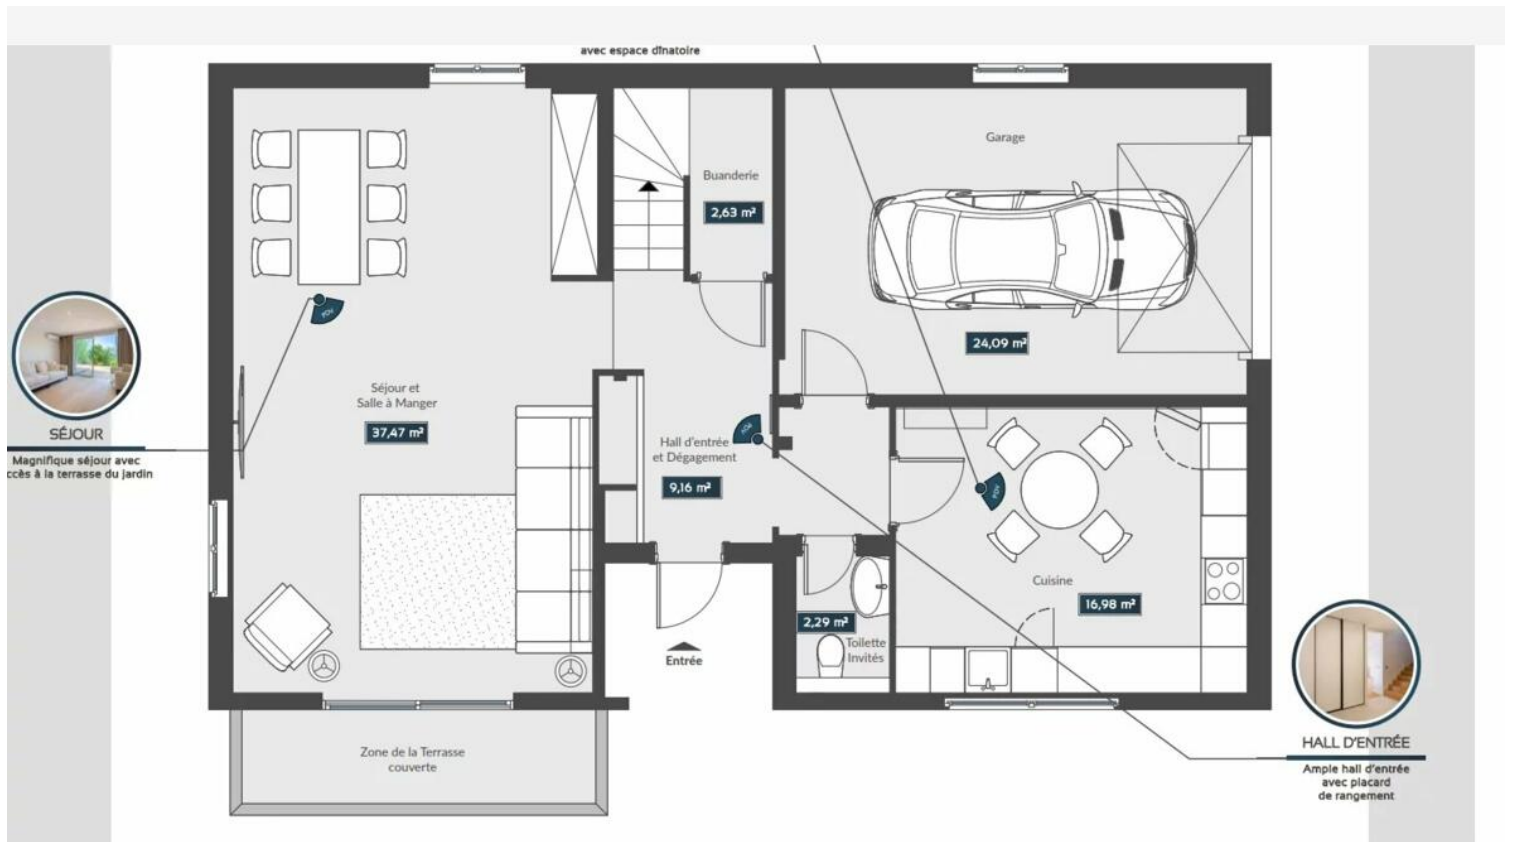 avec espace dînatoire
Garage
Buanderie
2,63 m²
24,09 m²
POV
Séjour et
Salle à Manger
37,47 m²
SÉJOUR
Magnifique séjour avec
ccès à la terrasse du jardin
POV
Hall d'entrée
et Dégagement
9,16 m²
POV
Cuisine
16,98 m²
2,29 m²
Toilette
Invités
Entrée
Zone de la Terrasse
couverte
HALL D'ENTRÉE
Ample hall d'entrée
avec placard
de rangement